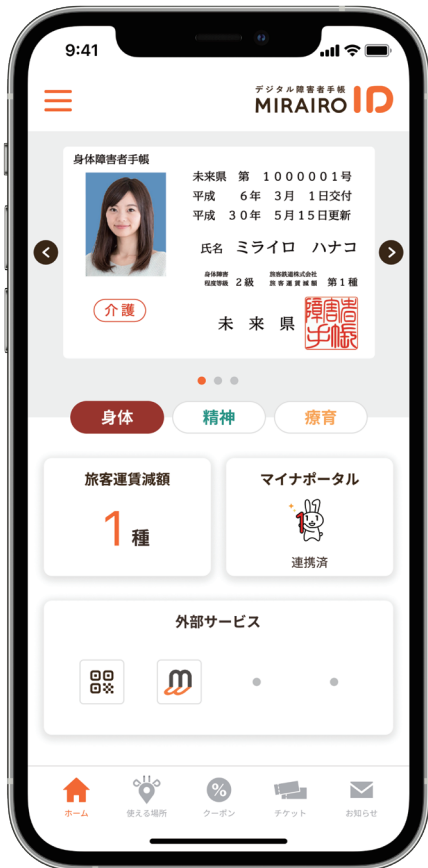 9:41
デジタル障害者手帳
MIRAIRO ID
身体障害者手帳
未来県 第 1000001号
平成 6年 3月 1日交付
平成 30年 5月15日更新
氏名 ミライロ ハナコ
身体障害程度等級 2級 旅客鉄道株式会社旅客運賃減額 第1種
介護
未来県
障害者手帳
身体
精神
療育
旅客運賃減額
1種
マイナポータル
1
連携済
外部サービス
m
ホーム
使える場所
%
クーポン
チケット
お知らせ